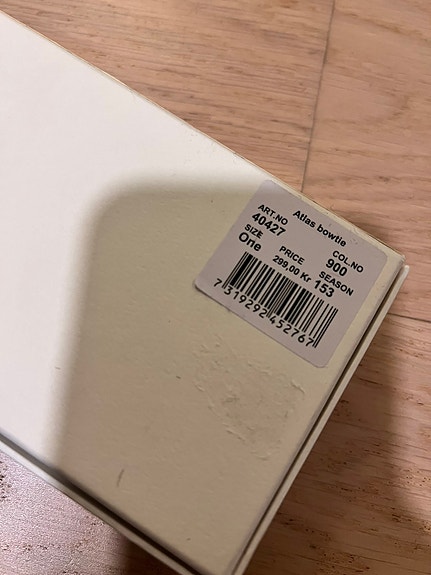 Atlas bowtie
ART.NO COL.NO
40427 900
SIZE PRICE SEASON
One 299,00 Kr 153
7319292452767